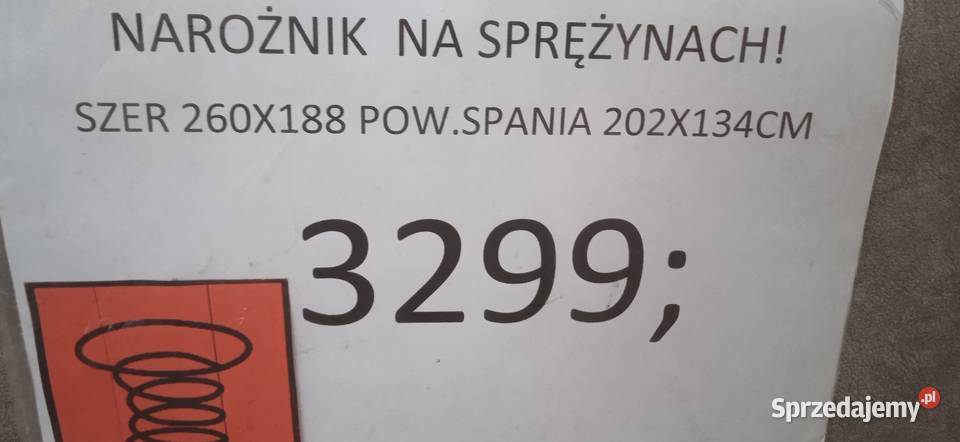 NAROŻNIK NA SPRĘŻYNACH!
SZER 260X188 POW.SPANIA 202X134CM
3299;
Sprzedajemy.pl